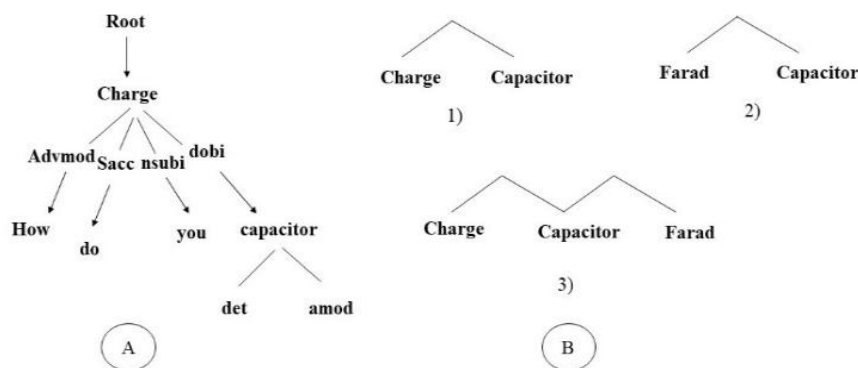 Root
Charge
Advmod Sacc nsubi dobi
How do you capacitor
det amod
A
Charge Capacitor
1)
Farad Capacitor
2)
Charge Capacitor Farad
3)
B